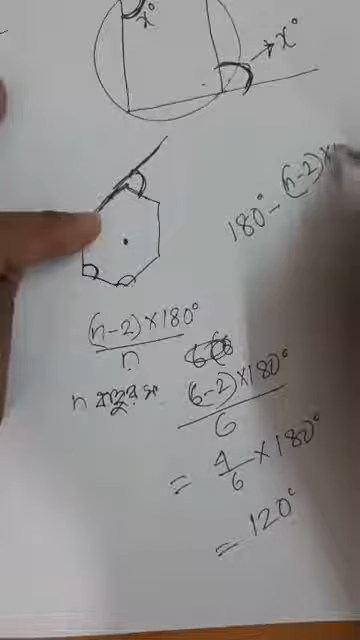 x°
x°
180° - (n-2)×
(n-2)×180°
n
n
(6-2)×180°
6
= 4/6 × 180°
= 120°